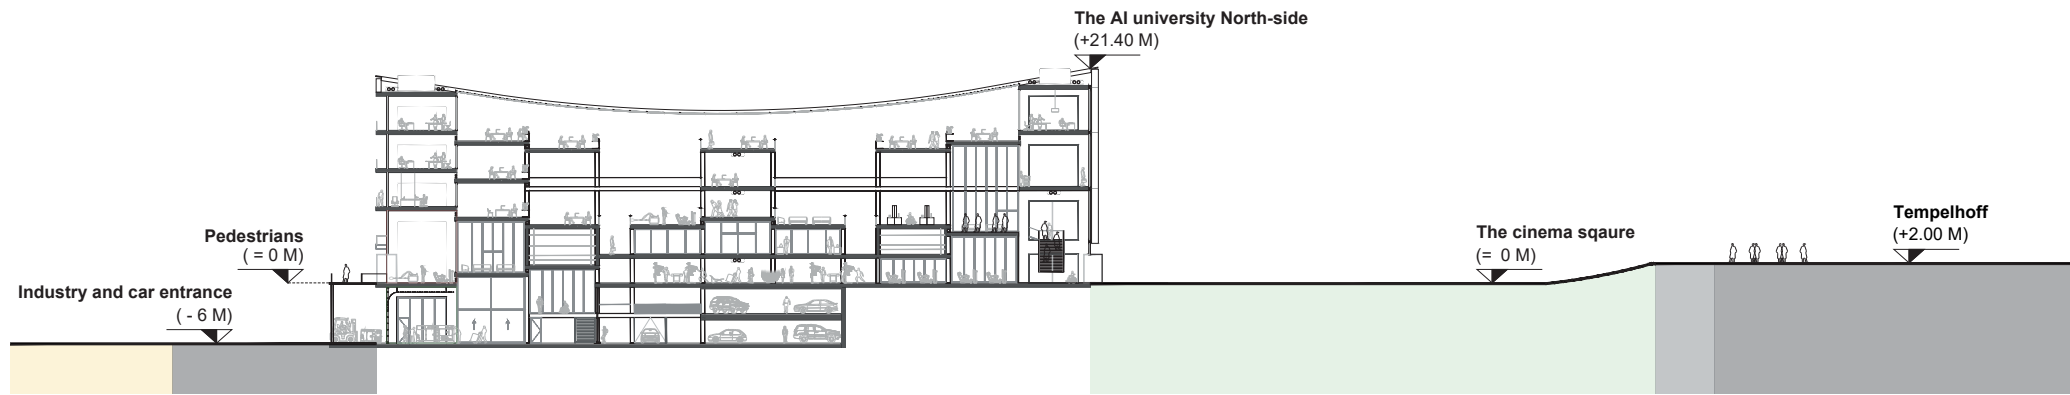 The AI university North-side
(+21.40 M)
Pedestrians
( = 0 M)
Industry and car entrance
( - 6 M)
The cinema sqaure
(= 0 M)
Tempelhoff
(+2.00 M)